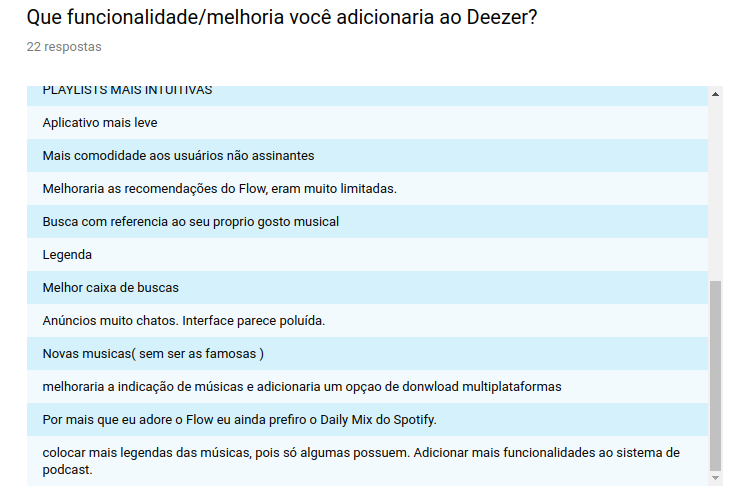 Que funcionalidade/melhoria você adicionaria ao Deezer?
22 respostas
PLAYLISTS MAIS INTUITIVAS
Aplicativo mais leve
Mais comodidade aos usuários não assinantes
Melhoraria as recomendações do Flow, eram muito limitadas.
Busca com referencia ao seu proprio gosto musical
Legenda
Melhor caixa de buscas
Anúncios muito chatos. Interface parece poluída.
Novas musicas( sem ser as famosas )
melhoraria a indicação de músicas e adicionaria um opçao de donwload multiplataformas
Por mais que eu adore o Flow eu ainda prefiro o Daily Mix do Spotify.
colocar mais legendas das músicas, pois só algumas possuem. Adicionar mais funcionalidades ao sistema de
podcast.